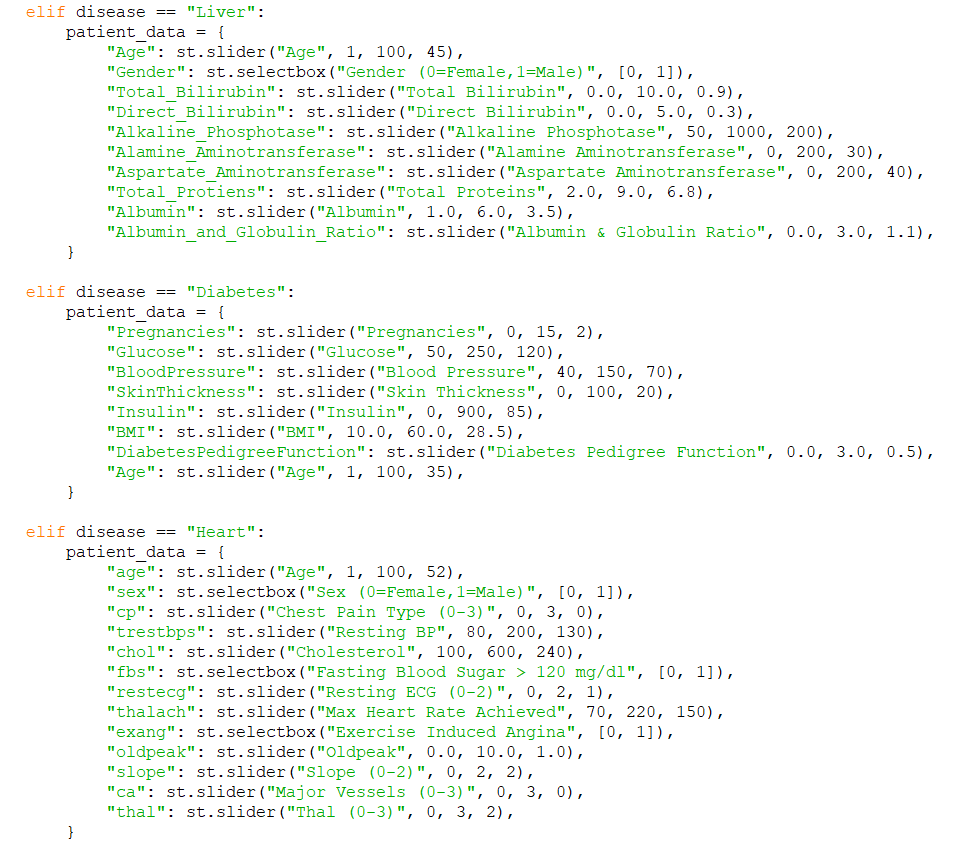 elif disease == "Liver":
    patient_data = {
        "Age": st.slider("Age", 1, 100, 45),
        "Gender": st.selectbox("Gender (0=Female,1=Male)", [0, 1]),
        "Total_Bilirubin": st.slider("Total Bilirubin", 0.0, 10.0, 0.9),
        "Direct_Bilirubin": st.slider("Direct Bilirubin", 0.0, 5.0, 0.3),
        "Alkaline_Phosphotase": st.slider("Alkaline Phosphotase", 50, 1000, 200),
        "Alamine_Aminotransferase": st.slider("Alamine Aminotransferase", 0, 200, 30),
        "Aspartate_Aminotransferase": st.slider("Aspartate Aminotransferase", 0, 200, 40),
        "Total_Protiens": st.slider("Total Proteins", 2.0, 9.0, 6.8),
        "Albumin": st.slider("Albumin", 1.0, 6.0, 3.5),
        "Albumin_and_Globulin_Ratio": st.slider("Albumin & Globulin Ratio", 0.0, 3.0, 1.1),
    }

elif disease == "Diabetes":
    patient_data = {
        "Pregnancies": st.slider("Pregnancies", 0, 15, 2),
        "Glucose": st.slider("Glucose", 50, 250, 120),
        "BloodPressure": st.slider("Blood Pressure", 40, 150, 70),
        "SkinThickness": st.slider("Skin Thickness", 0, 100, 20),
        "Insulin": st.slider("Insulin", 0, 900, 85),
        "BMI": st.slider("BMI", 10.0, 60.0, 28.5),
        "DiabetesPedigreeFunction": st.slider("Diabetes Pedigree Function", 0.0, 3.0, 0.5),
        "Age": st.slider("Age", 1, 100, 35),
    }

elif disease == "Heart":
    patient_data = {
        "age": st.slider("Age", 1, 100, 52),
        "sex": st.selectbox("Sex (0=Female,1=Male)", [0, 1]),
        "cp": st.slider("Chest Pain Type (0-3)", 0, 3, 0),
        "trestbps": st.slider("Resting BP", 80, 200, 130),
        "chol": st.slider("Cholesterol", 100, 600, 240),
        "fbs": st.selectbox("Fasting Blood Sugar > 120 mg/dl", [0, 1]),
        "restecg": st.slider("Resting ECG (0-2)", 0, 2, 1),
        "thalach": st.slider("Max Heart Rate Achieved", 70, 220, 150),
        "exang": st.selectbox("Exercise Induced Angina", [0, 1]),
        "oldpeak": st.slider("Oldpeak", 0.0, 10.0, 1.0),
        "slope": st.slider("Slope (0-2)", 0, 2, 2),
        "ca": st.slider("Major Vessels (0-3)", 0, 3, 0),
        "thal": st.slider("Thal (0-3)", 0, 3, 2),
    }